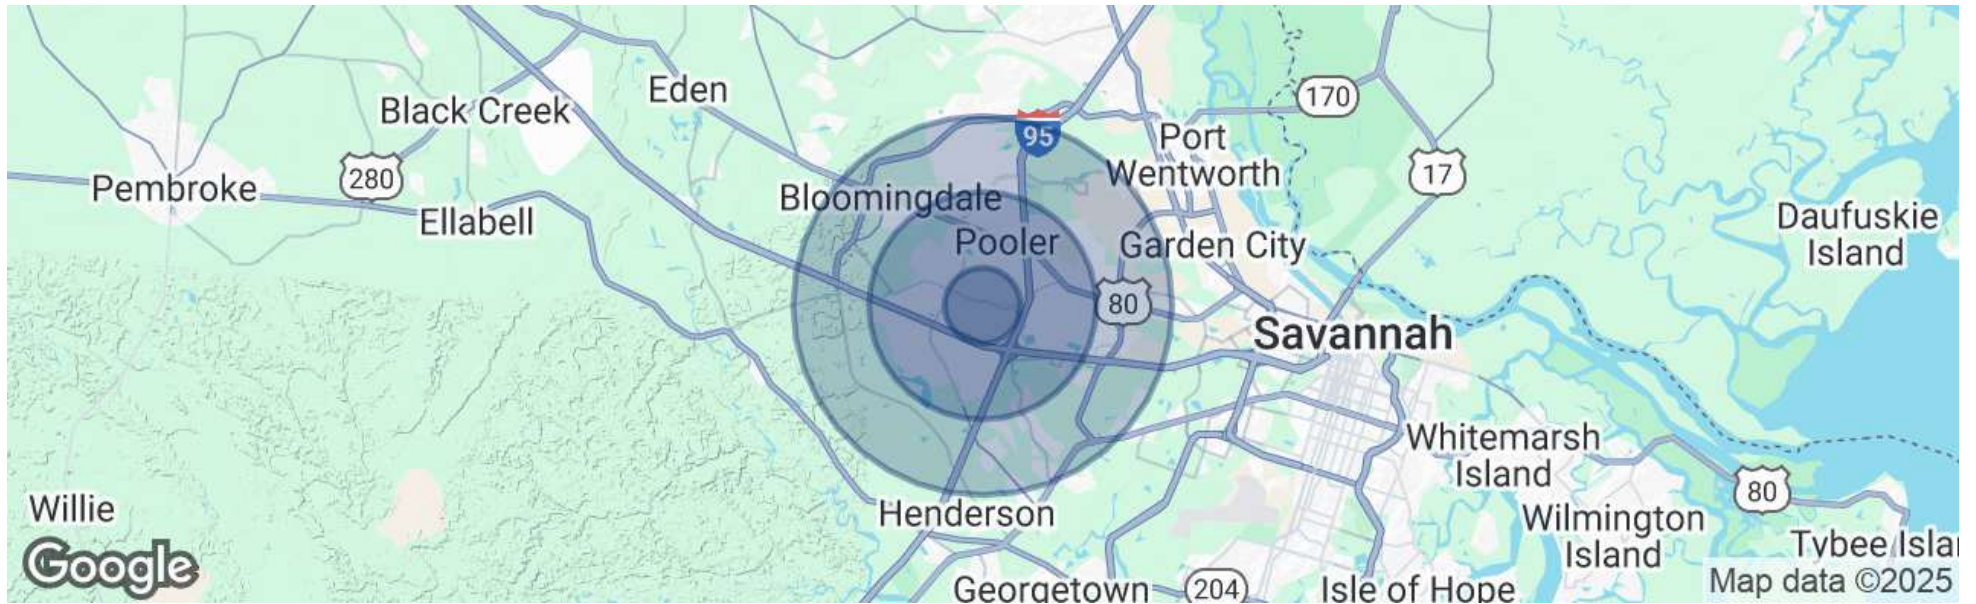 Eden
170
Black Creek
95
Port
Wentworth
280
17
Pembroke
Bloomingdale
Ellabell
Daufuskie
Island
Pooler
Garden City
80
Savannah
Whitemarsh
Island
80
Willie
Henderson
Wilmington
Island
Tybee Islan
Google
Georgetown
204
Isle of Hope
Map data ©2025